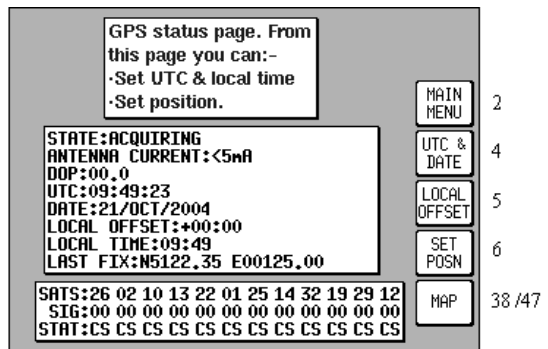 GPS status page. From
this page you can:-
·Set UTC & local time
·Set position.
MAIN
MENU
2
UTC &
DATE
4
LOCAL
OFFSET
5
SET
POSN
6
MAP
38 /47
STATE:ACQUIRING
ANTENNA CURRENT:<5mA
DOP:00.0
UTC:09:49:23
DATE:21/OCT/2004
LOCAL OFFSET:+00:00
LOCAL TIME:09:49
LAST FIX:N5122.35 E00125.00
SATS:26 02 10 13 22 01 25 14 32 19 29 12
SIG:00 00 00 00 00 00 00 00 00 00 00 00
STAT:CS CS CS CS CS CS CS CS CS CS CS CS